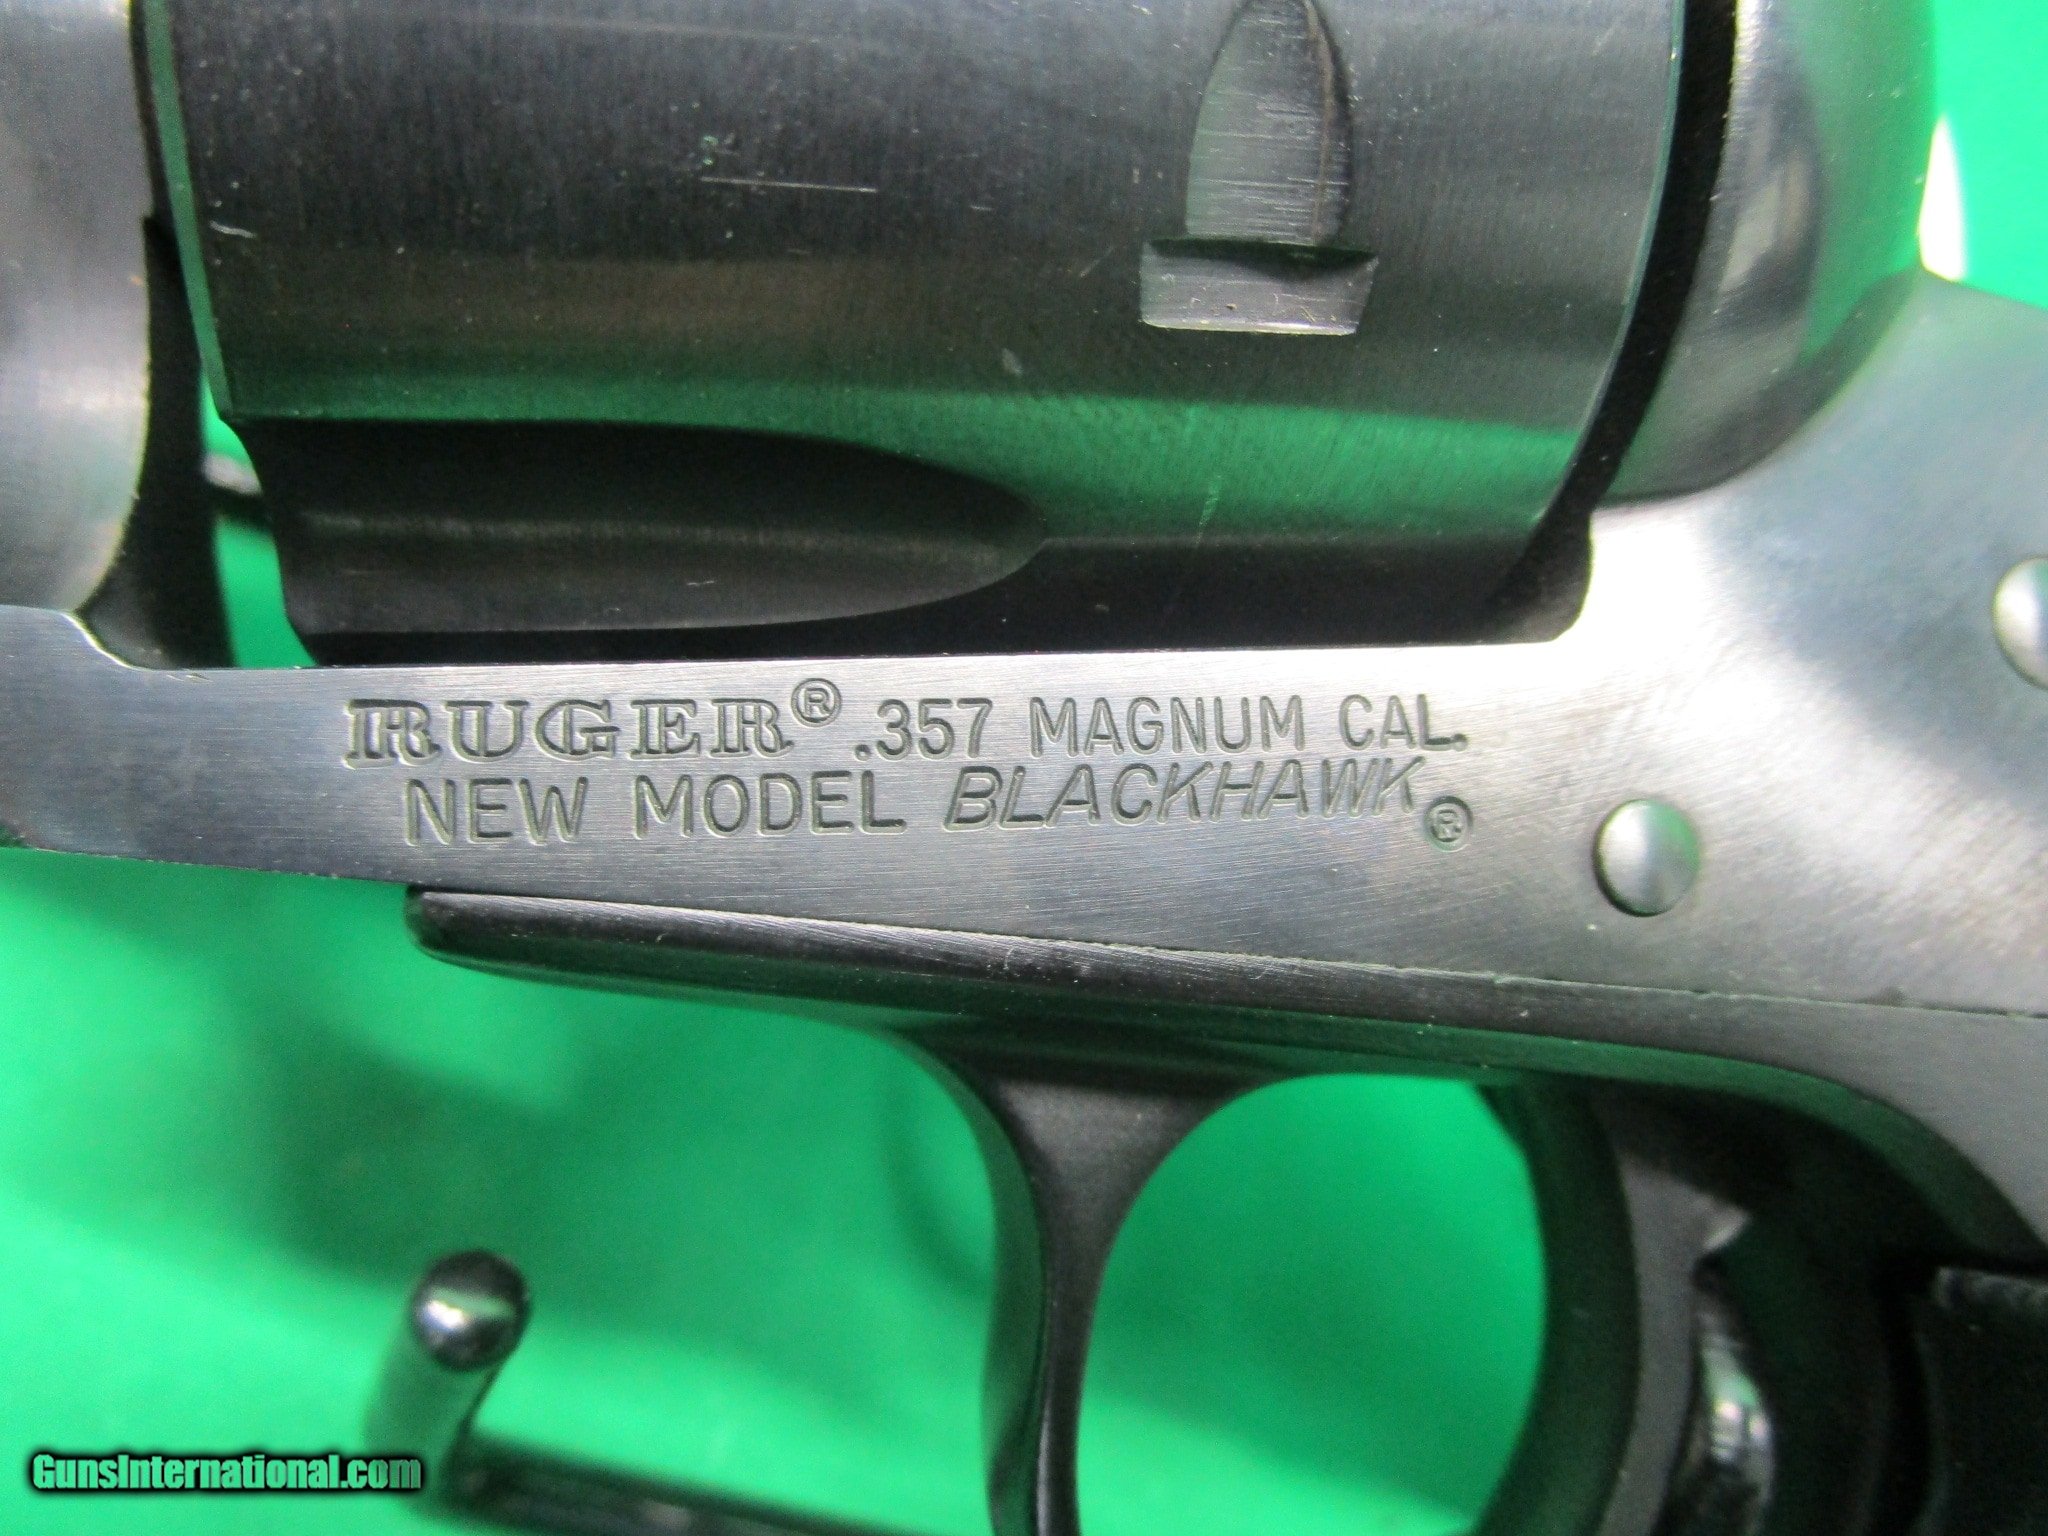 RUGER® .357 MAGNUM CAL.
NEW MODEL BLACKHAWK®
GunsInternational.com